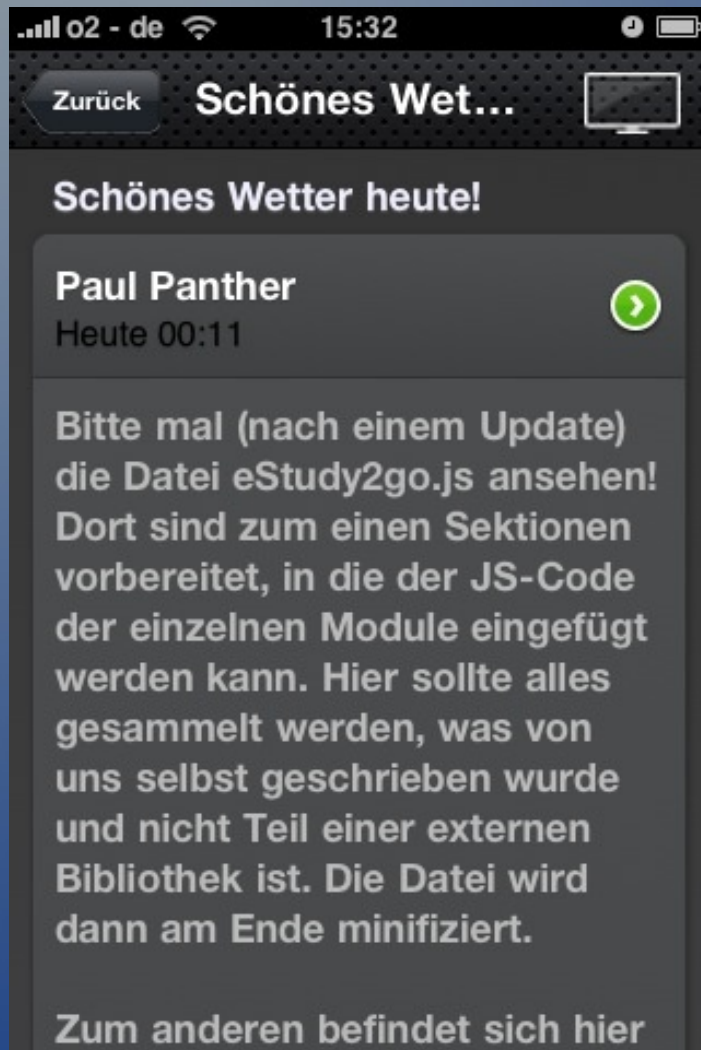 o2 - de 15:32
Zurück Schönes Wet...
Schönes Wetter heute!
Paul Panther
Heute 00:11
Bitte mal (nach einem Update)
die Datei eStudy2go.js ansehen!
Dort sind zum einen Sektionen
vorbereitet, in die der JS-Code
der einzelnen Module eingefügt
werden kann. Hier sollte alles
gesammelt werden, was von
uns selbst geschrieben wurde
und nicht Teil einer externen
Bibliothek ist. Die Datei wird
dann am Ende minifiziert.
Zum anderen befindet sich hier